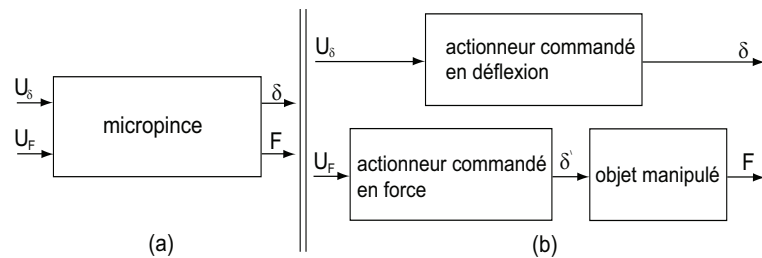 U_δ
δ
micropince
U_F
F
(a)
U_δ
actionneur commandé
en déflexion
δ
U_F
actionneur commandé
en force
δ'
objet manipulé
F
(b)